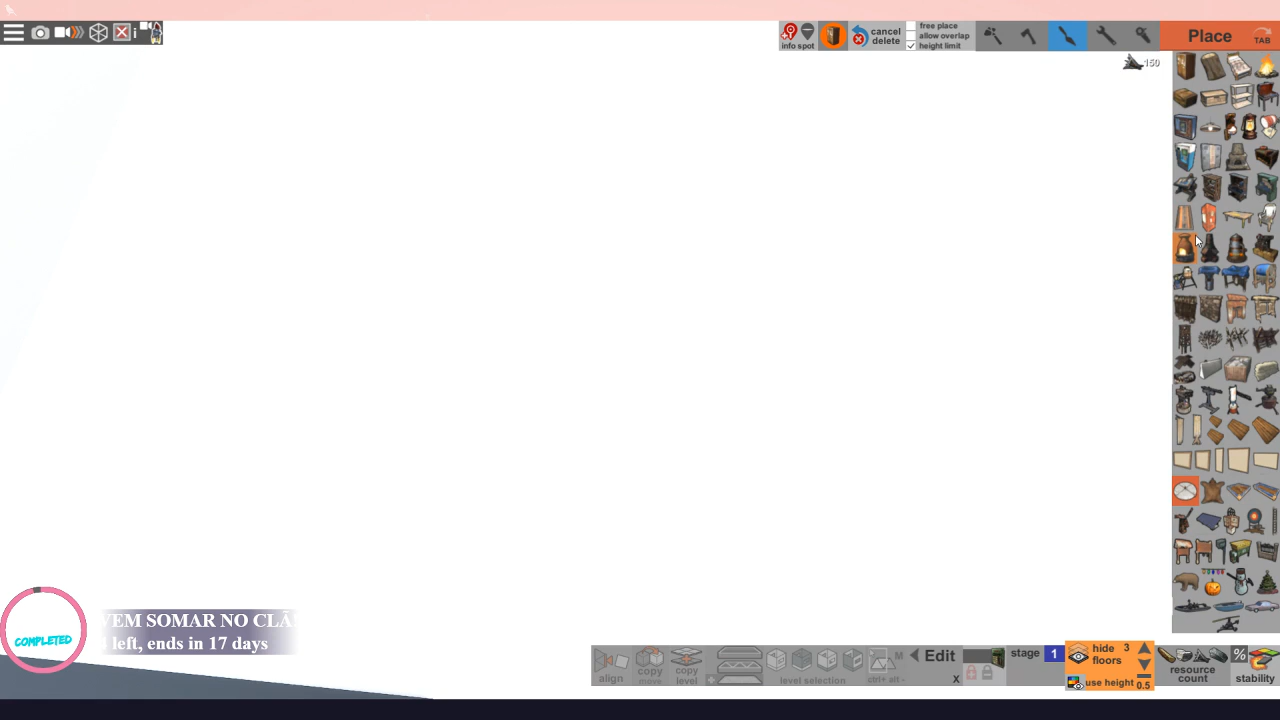 info spot
cancel
delete
free place
allow overlap
height limit
Place
TAB
150
COMPLETED
VEM SOMAR NO CLÃ
left, ends in 17 days
align
copy
move
copy
level
level selection
M
ctrl+ alt -
Edit
X
stage 1
hide 3
floors
use height 0.5
resource
count
%
stability